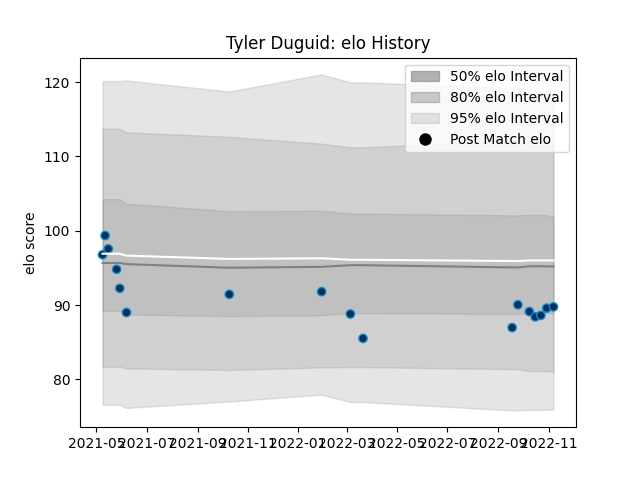 Tyler Duguid: elo History
50% elo Interval
80% elo Interval
95% elo Interval
Post Match elo
elo score
120
110
100
90
80
2021-05 2021-07 2021-09 2021-11 2022-01 2022-03 2022-05 2022-07 2022-09 2022-11